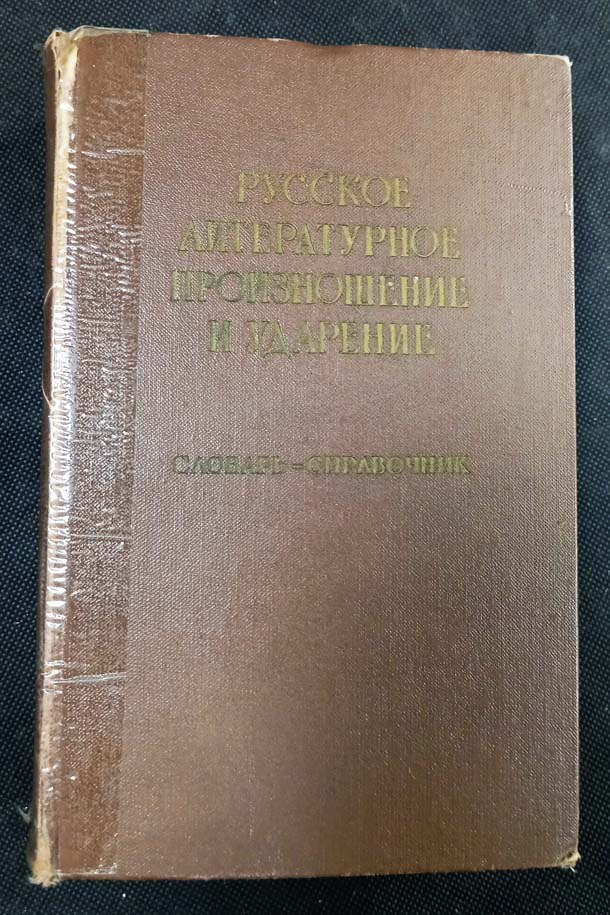 РУССКОЕ
ЛИТЕРАТУРНОЕ
ПРОИЗНОШЕНИЕ
И УДАРЕНИЕ
СЛОВАРЬ – СПРАВОЧНИК